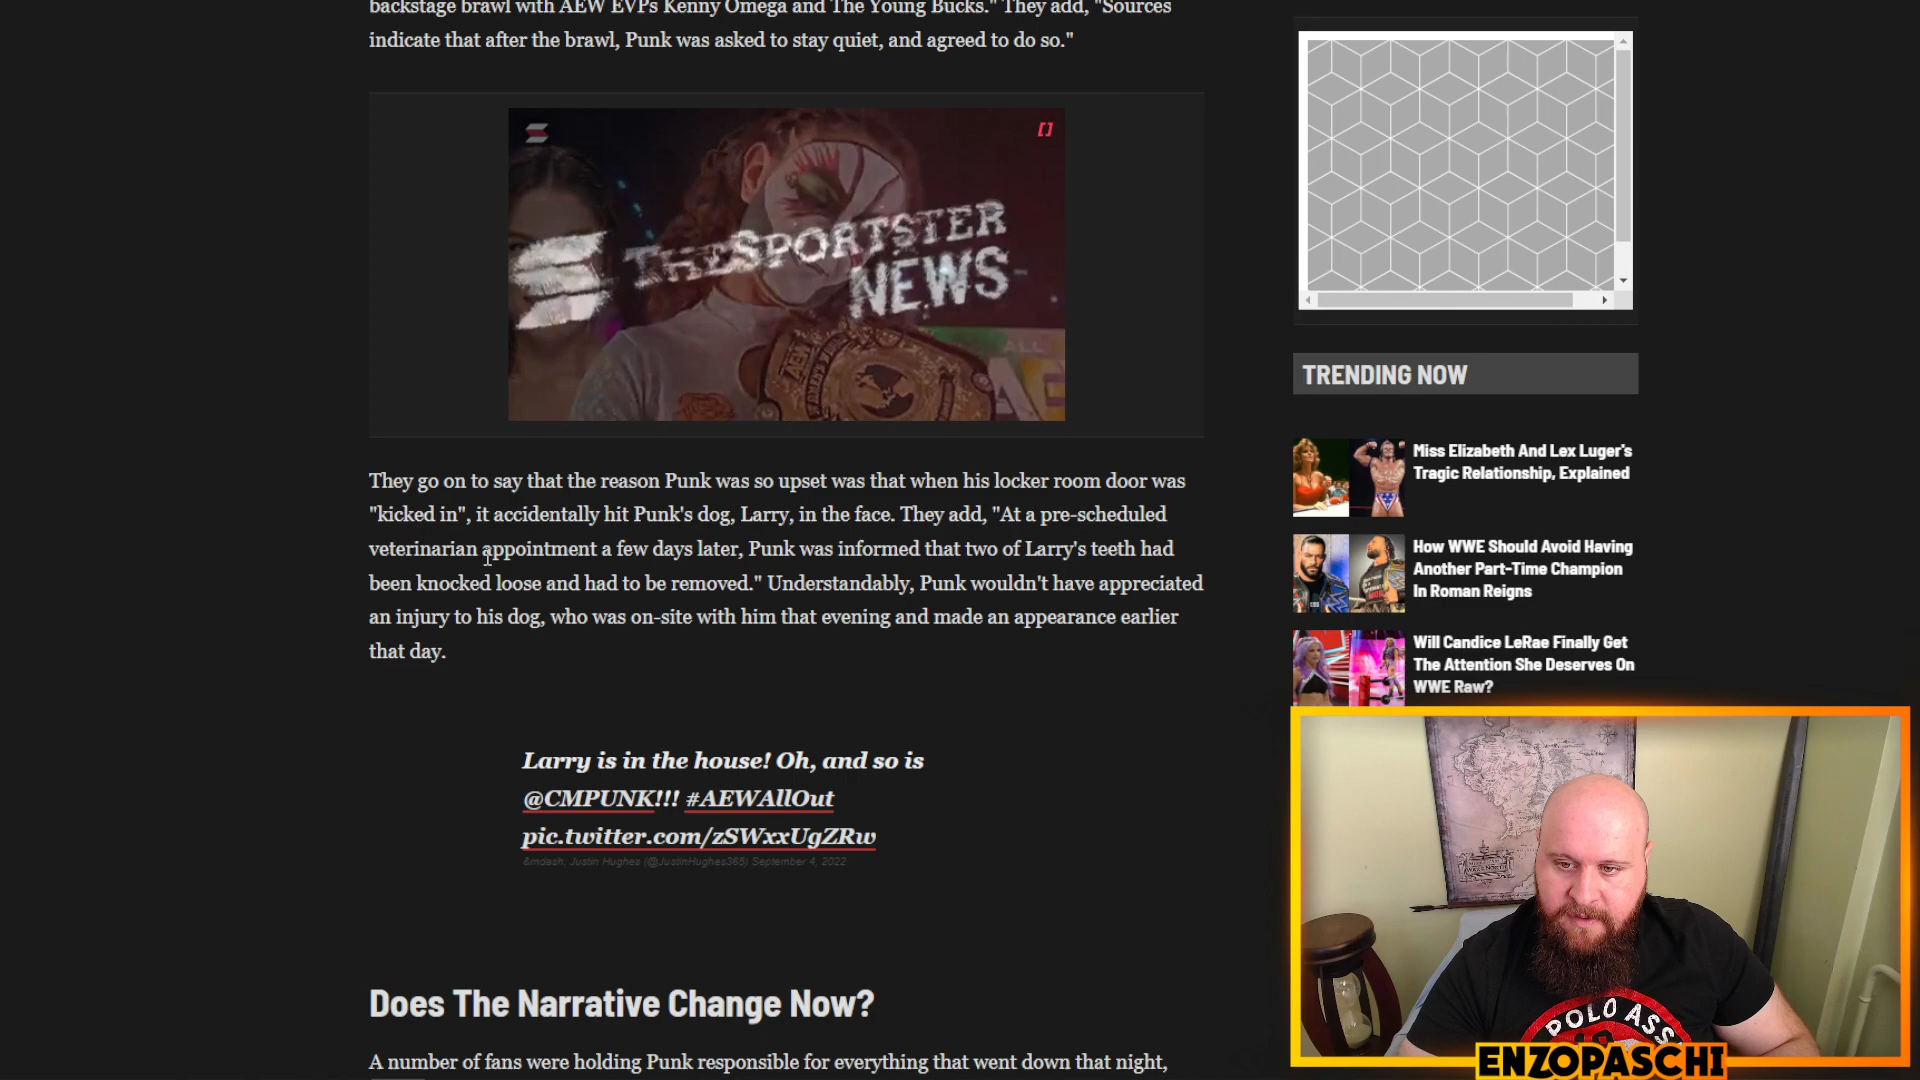 backstage brawl with AEW EVPs Kenny Omega and The Young Bucks." They add, "Sources
indicate that after the brawl, Punk was asked to stay quiet, and agreed to do so."
THESPORTSTER
NEWS
They go on to say that the reason Punk was so upset was that when his locker room door was
"kicked in", it accidentally hit Punk's dog, Larry, in the face. They add, "At a pre-scheduled
veterinarian appointment a few days later, Punk was informed that two of Larry's teeth had
been knocked loose and had to be removed." Understandably, Punk wouldn't have appreciated
an injury to his dog, who was on-site with him that evening and made an appearance earlier
that day.
Larry is in the house! Oh, and so is
@CMPUNK!!! #AEWAllOut
pic.twitter.com/zSWxxUgZRw
&mdash; Justin Hughes (@JustinHughes365) September 4, 2022
Does The Narrative Change Now?
A number of fans were holding Punk responsible for everything that went down that night,
TRENDING NOW
Miss Elizabeth And Lex Luger's
Tragic Relationship, Explained
How WWE Should Avoid Having
Another Part-Time Champion
In Roman Reigns
Will Candice LeRae Finally Get
The Attention She Deserves On
WWE Raw?
POLO ASS
ENZOPASCHI